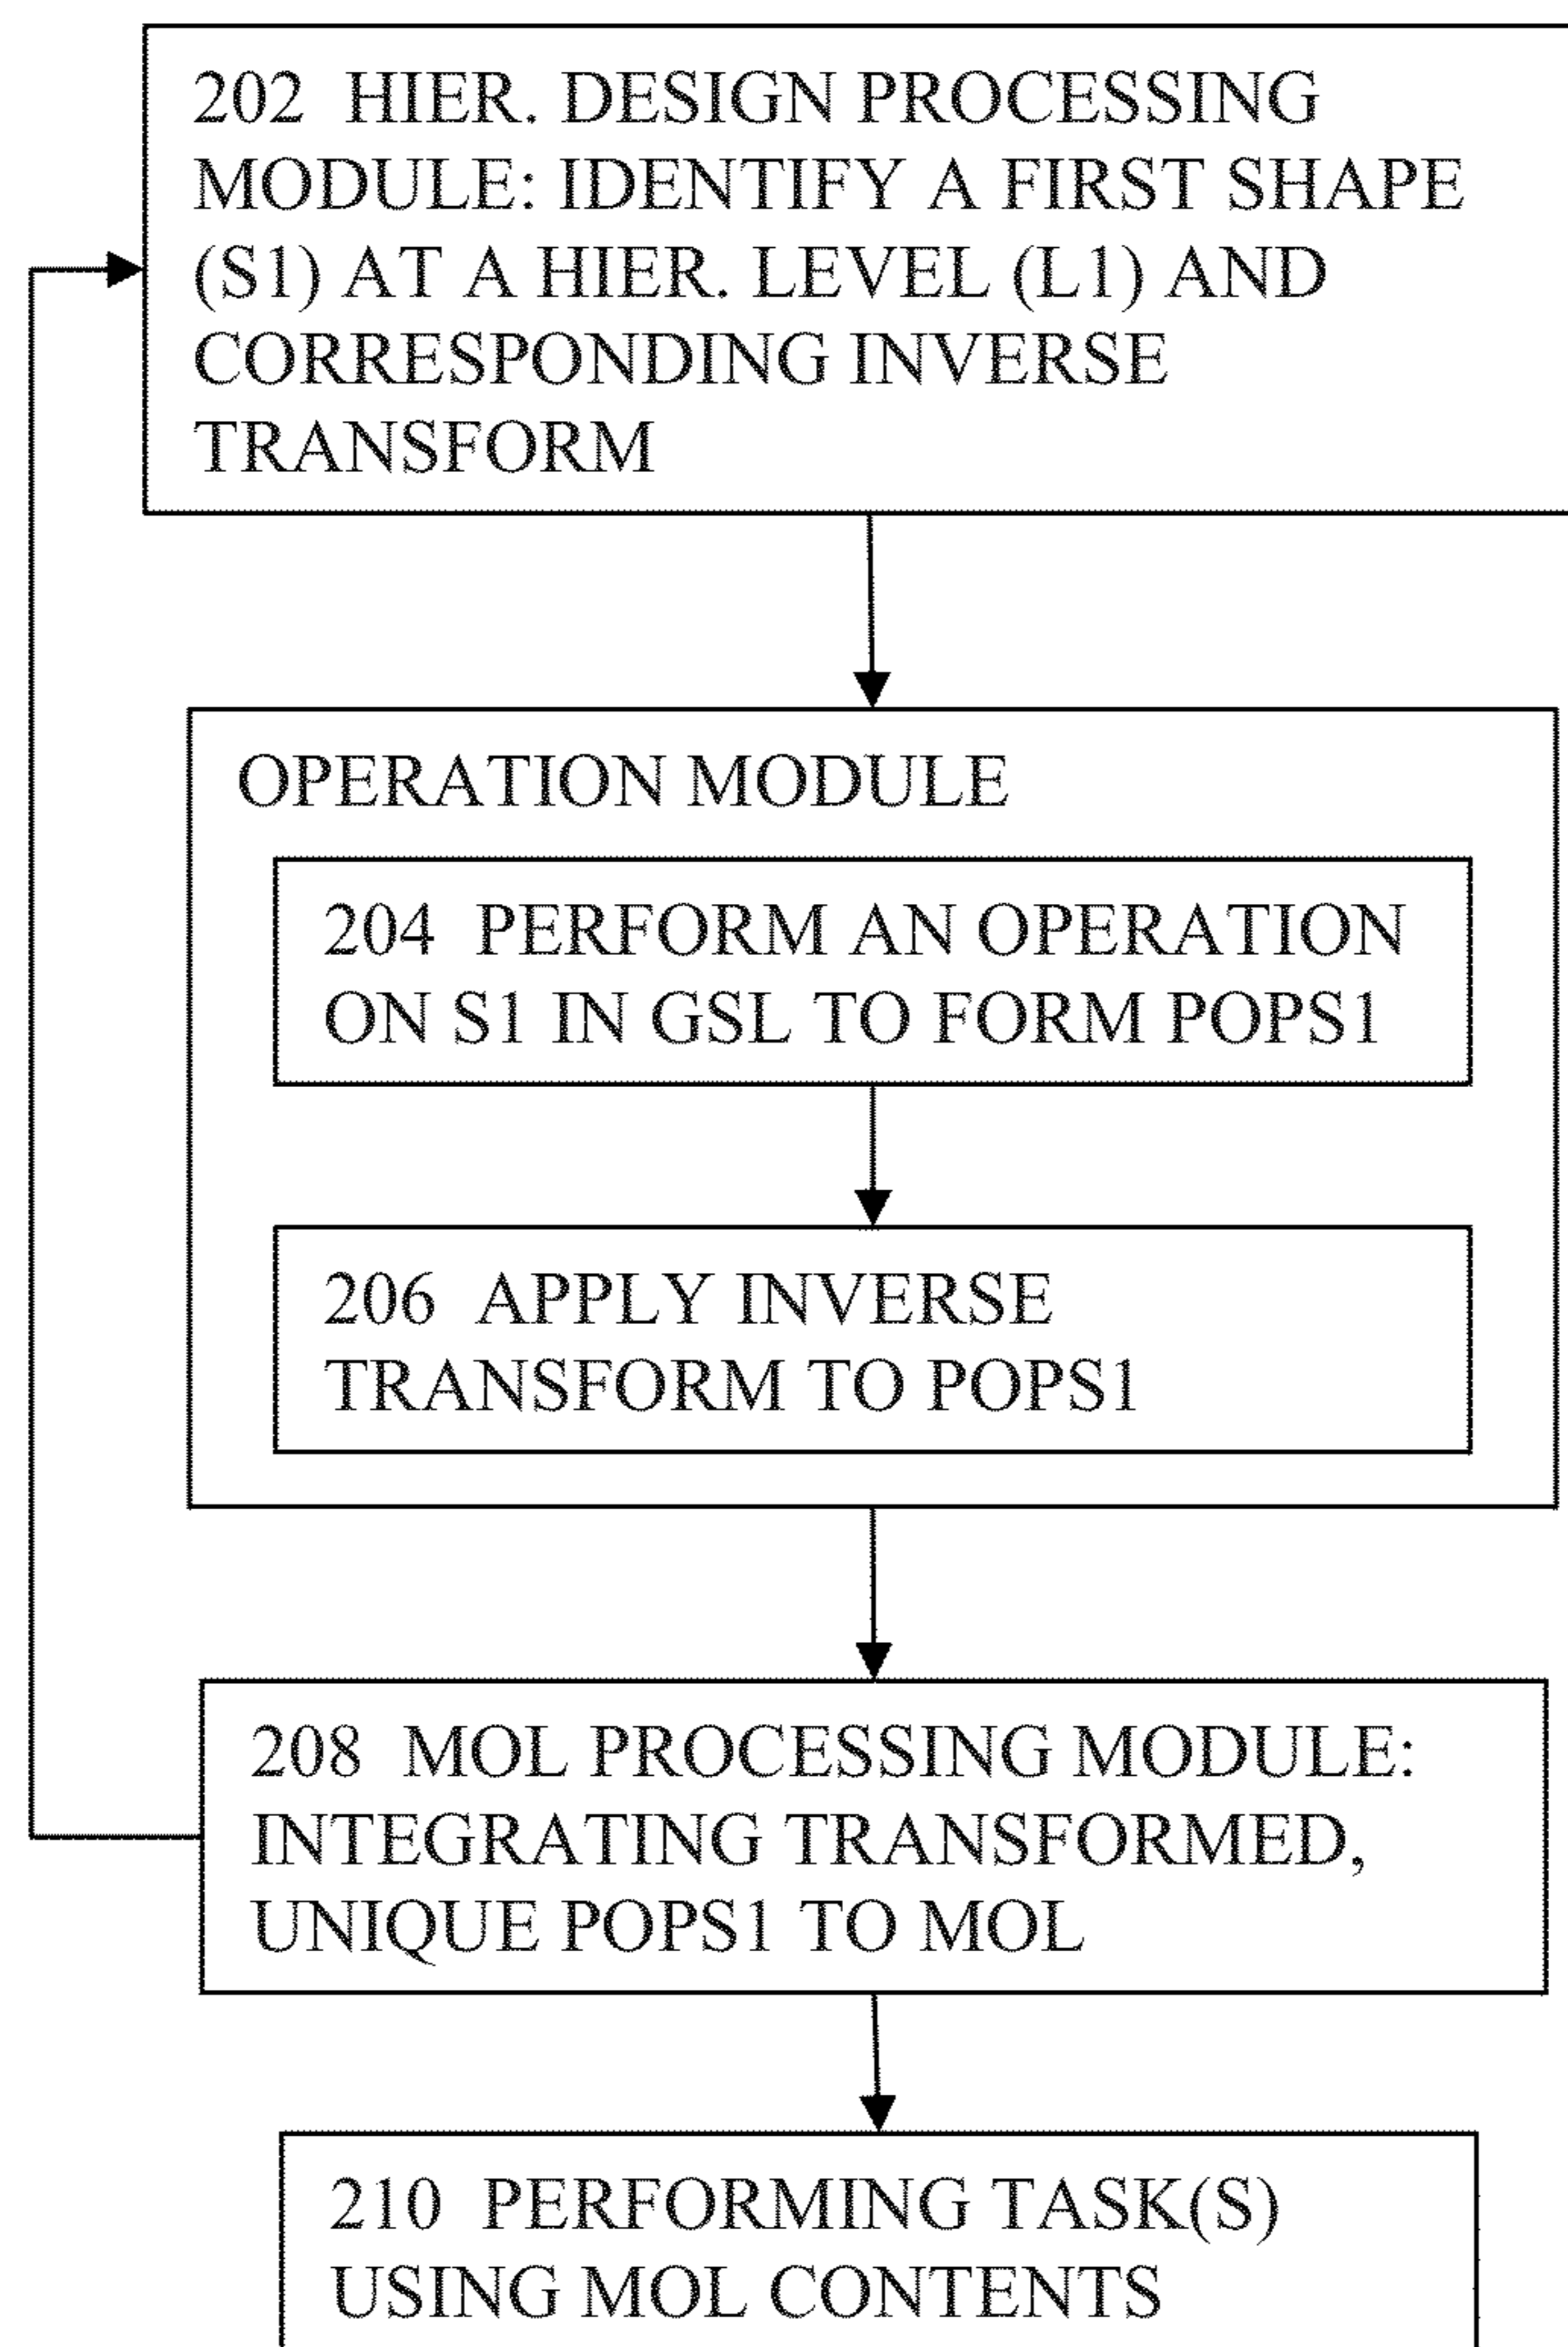 202 HIER. DESIGN PROCESSING
MODULE: IDENTIFY A FIRST SHAPE
(S1) AT A HIER. LEVEL (L1) AND
CORRESPONDING INVERSE
TRANSFORM
OPERATION MODULE
204 PERFORM AN OPERATION
ON S1 IN GSL TO FORM POPS1
206 APPLY INVERSE
TRANSFORM TO POPS1
208 MOL PROCESSING MODULE:
INTEGRATING TRANSFORMED,
UNIQUE POPS1 TO MOL
210 PERFORMING TASK(S)
USING MOL CONTENTS